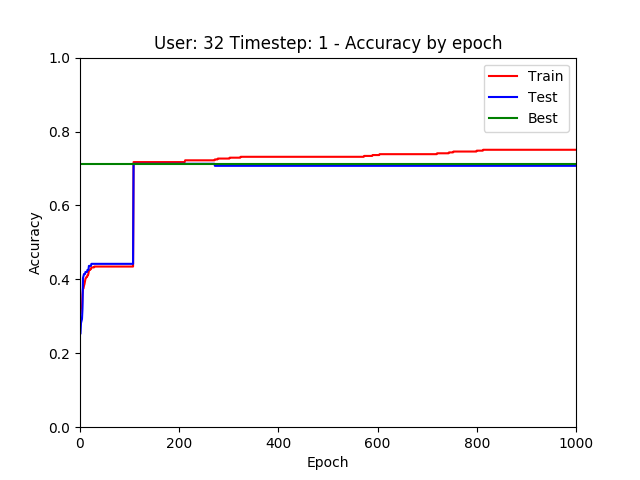 User: 32 Timestep: 1 - Accuracy by epoch
1.0
0.8
0.6
0.4
0.2
0.0
Accuracy
Train
Test
Best
0 200 400 600 800 1000
Epoch